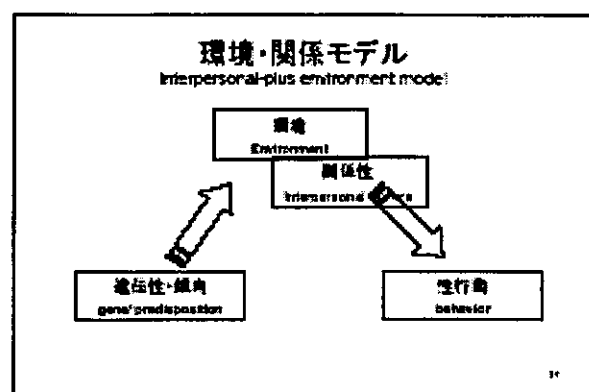 環境・関係モデル
Interpersonal-plus environment model
環境
Environment
関係性
Interpersonal
遺伝性・傾向
gene/predisposition
性行動
behavior